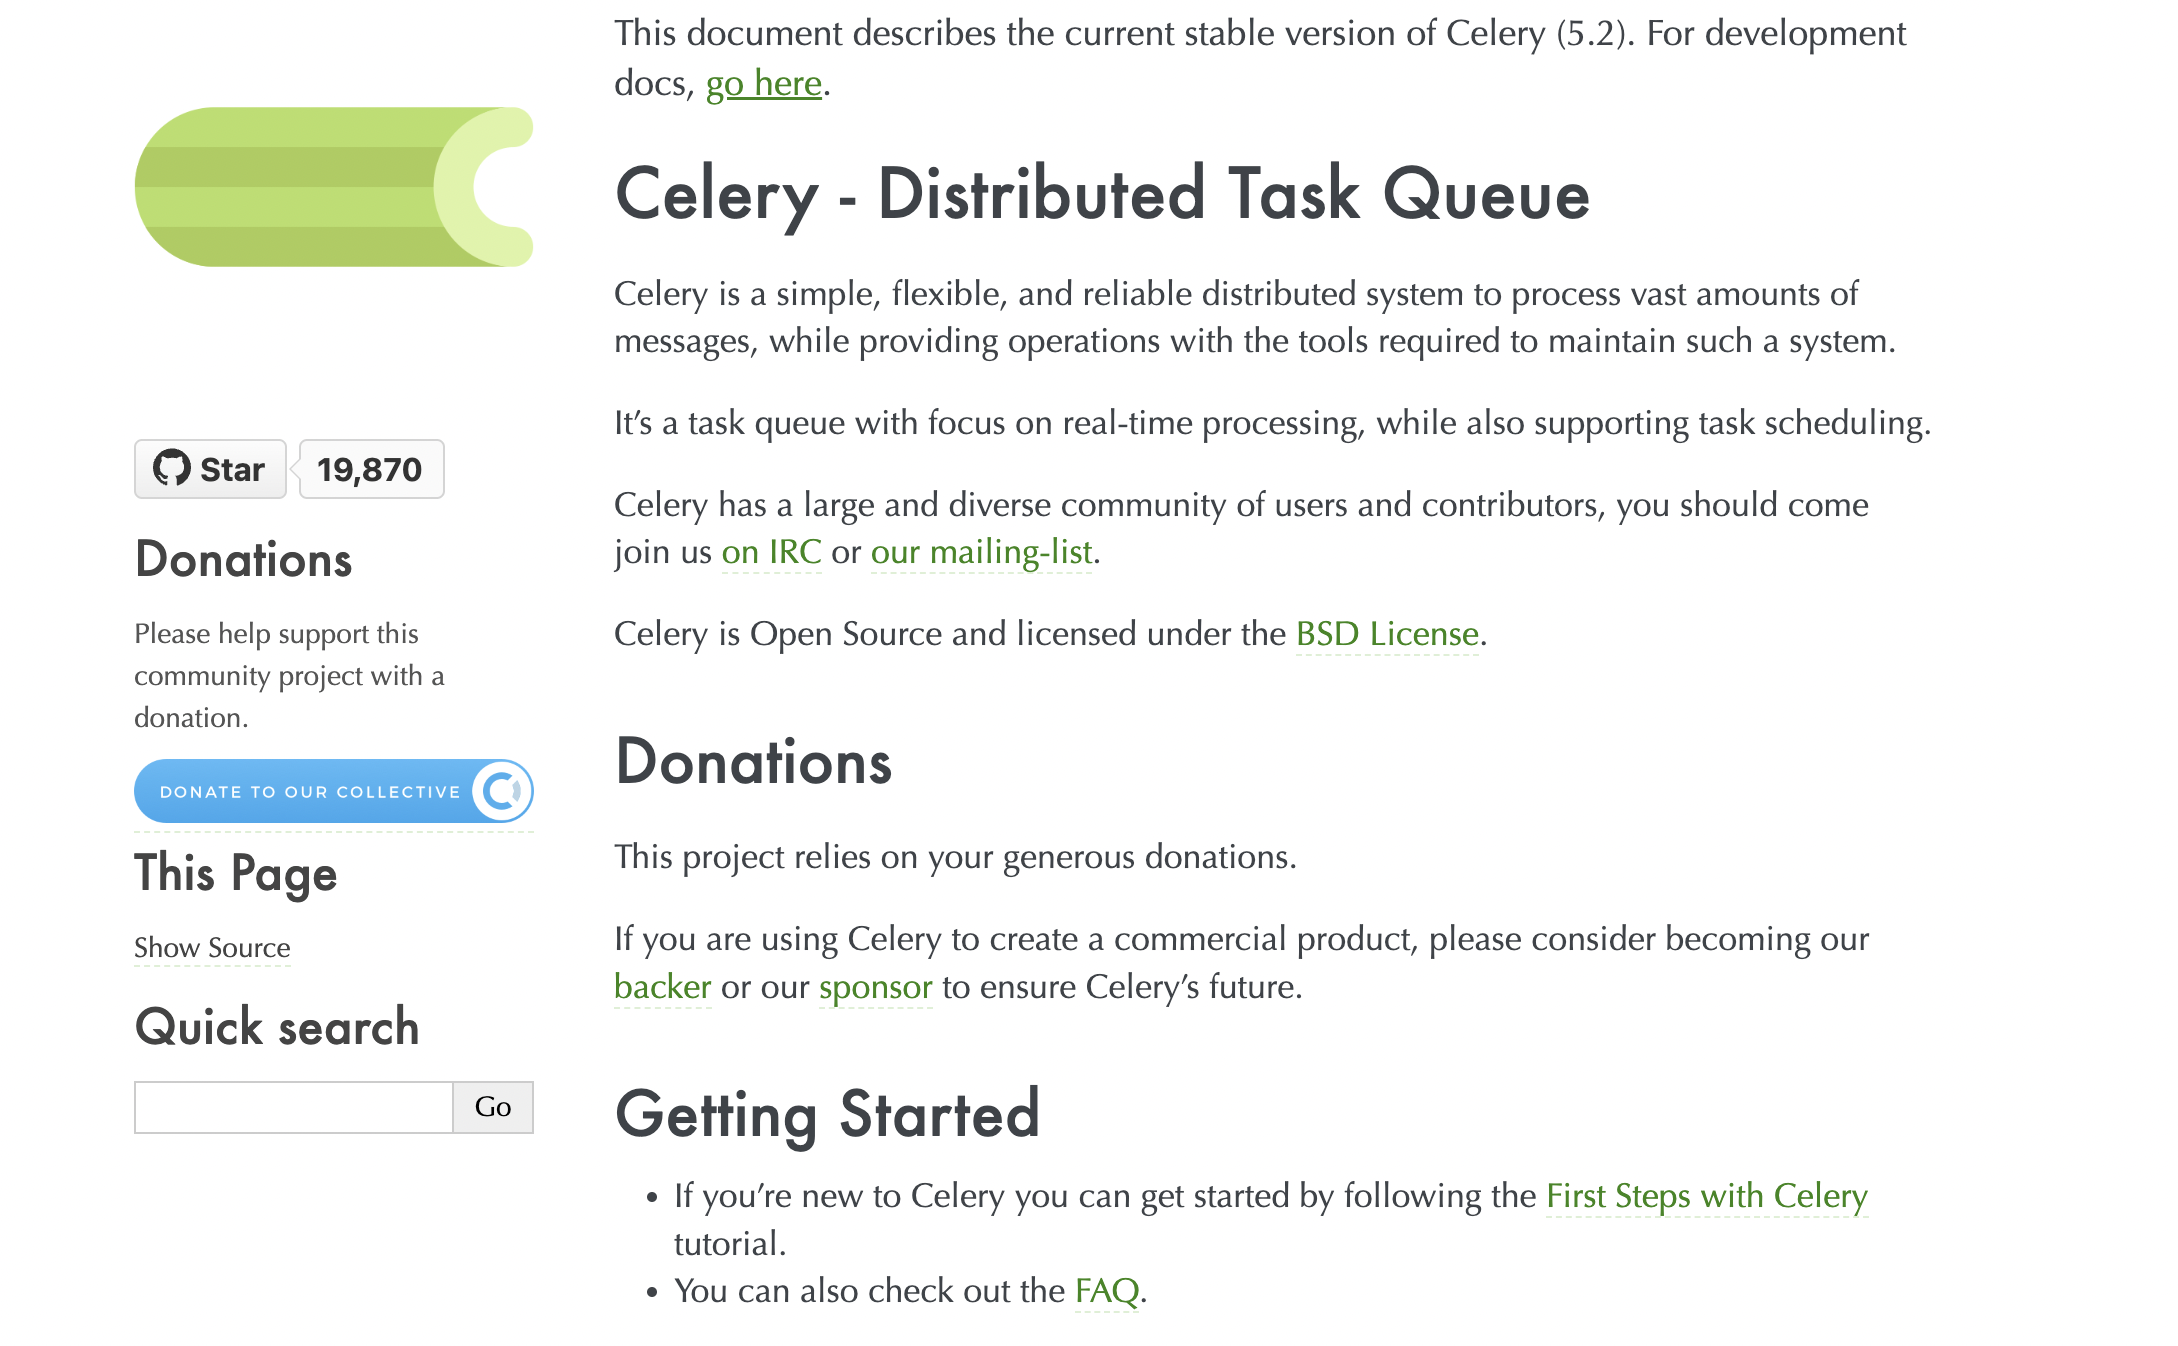 This document describes the current stable version of Celery (5.2). For development
docs, go here.
Celery - Distributed Task Queue
Celery is a simple, flexible, and reliable distributed system to process vast amounts of
messages, while providing operations with the tools required to maintain such a system.
It’s a task queue with focus on real-time processing, while also supporting task scheduling.
Celery has a large and diverse community of users and contributors, you should come
join us on IRC or our mailing-list.
Celery is Open Source and licensed under the BSD License.
Donations
This project relies on your generous donations.
If you are using Celery to create a commercial product, please consider becoming our
backer or our sponsor to ensure Celery’s future.
Getting Started
• If you’re new to Celery you can get started by following the First Steps with Celery
tutorial.
• You can also check out the FAQ.
Star 19,870
Donations
Please help support this
community project with a
donation.
DONATE TO OUR COLLECTIVE
This Page
Show Source
Quick search
Go